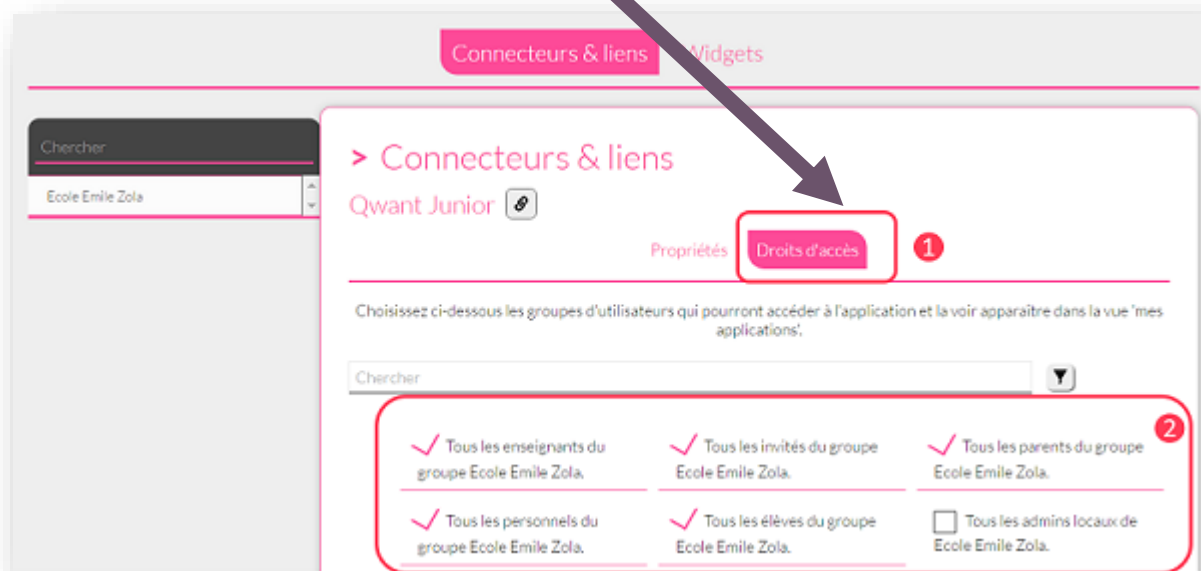 Connecteurs & liens Widgets
Chercher
Ecole Emile Zola
> Connecteurs & liens
Qwant Junior
Propriétés Droits d'accès 1
Choisissez ci-dessous les groupes d'utilisateurs qui pourront accéder à l'application et la voir apparaître dans la vue 'mes
applications'.
Chercher
2
Tous les enseignants du
groupe Ecole Emile Zola.
Tous les invités du groupe
Ecole Emile Zola.
Tous les parents du groupe
Ecole Emile Zola.
Tous les personnels du
groupe Ecole Emile Zola.
Tous les élèves du groupe
Ecole Emile Zola.
Tous les admins locaux de
Ecole Emile Zola.